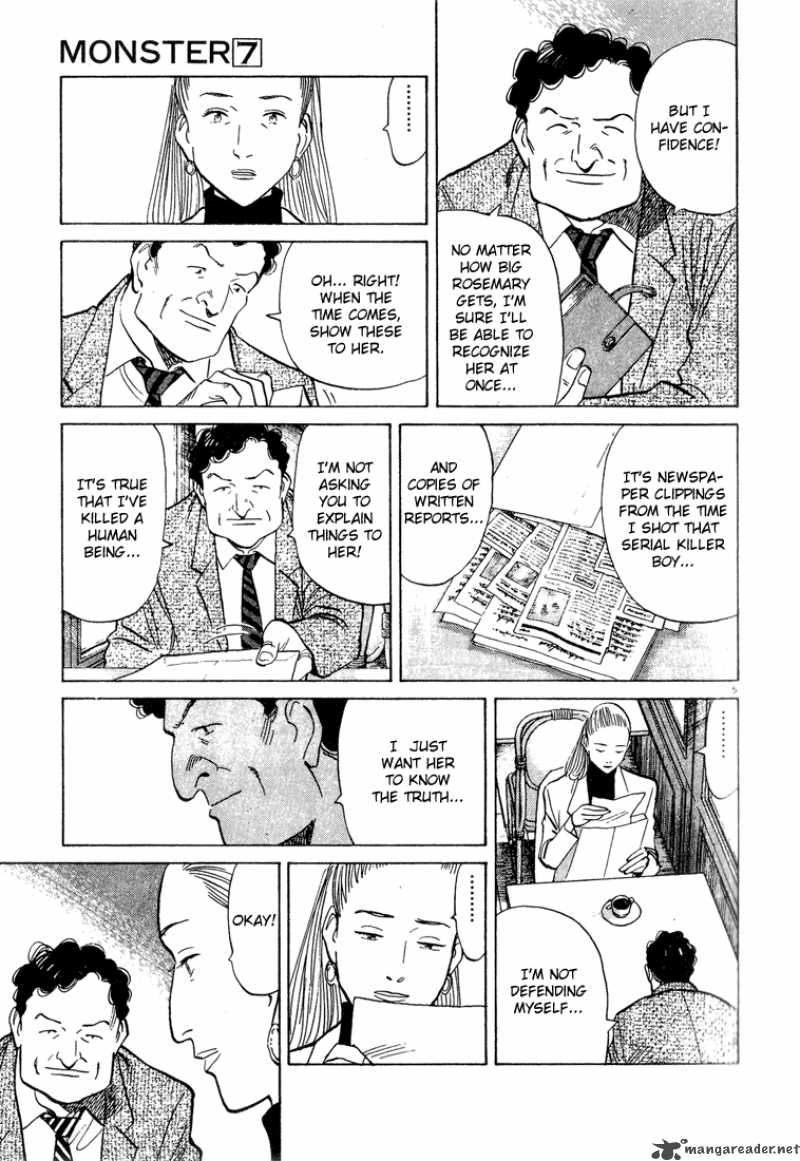 MONSTER 7
BUT I
HAVE CON-
FIDENCE!
NO MATTER
HOW BIG
ROSEMARY
GETS, I'M
SURE I'LL
BE ABLE TO
RECOGNIZE
HER AT
ONCE...
........
OH... RIGHT!
WHEN THE
TIME COMES,
SHOW THESE
TO HER.
IT'S NEWSPA-
PER CLIPPINGS
FROM THE TIME
I SHOT THAT
SERIAL KILLER
BOY...
AND
COPIES OF
WRITTEN
REPORTS...
I'M NOT
ASKING
YOU TO
EXPLAIN
THINGS TO
HER!
IT'S TRUE
THAT I'VE
KILLED A
HUMAN
BEING...
5
........
I'M NOT
DEFENDING
MYSELF...
I JUST
WANT HER
TO KNOW
THE TRUTH...
........
OKAY!
mangareader.net